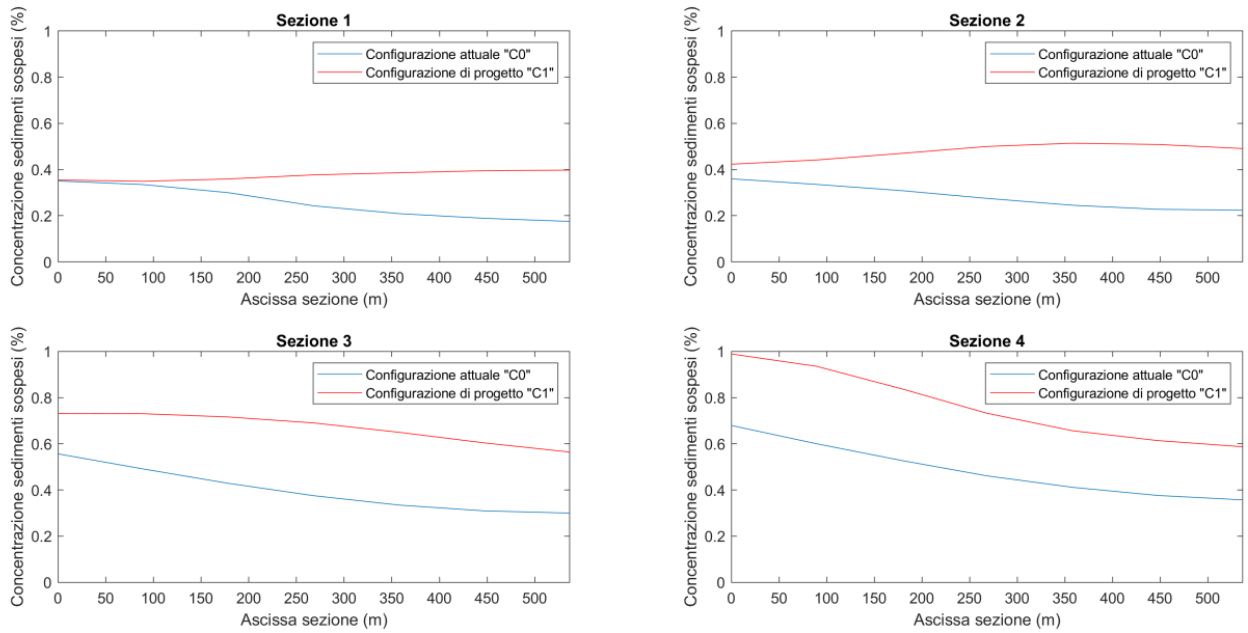 Sezione 1
Concentrazione sedimenti sospesi (%)
1
0.8
0.6
0.4
0.2
0
Configurazione attuale "C0"
Configurazione di progetto "C1"
0 50 100 150 200 250 300 350 400 450 500
Ascissa sezione (m)
Sezione 2
Concentrazione sedimenti sospesi (%)
1
0.8
0.6
0.4
0.2
0
Configurazione attuale "C0"
Configurazione di progetto "C1"
0 50 100 150 200 250 300 350 400 450 500
Ascissa sezione (m)
Sezione 3
Concentrazione sedimenti sospesi (%)
1
0.8
0.6
0.4
0.2
0
Configurazione attuale "C0"
Configurazione di progetto "C1"
0 50 100 150 200 250 300 350 400 450 500
Ascissa sezione (m)
Sezione 4
Concentrazione sedimenti sospesi (%)
1
0.8
0.6
0.4
0.2
0
Configurazione attuale "C0"
Configurazione di progetto "C1"
0 50 100 150 200 250 300 350 400 450 500
Ascissa sezione (m)